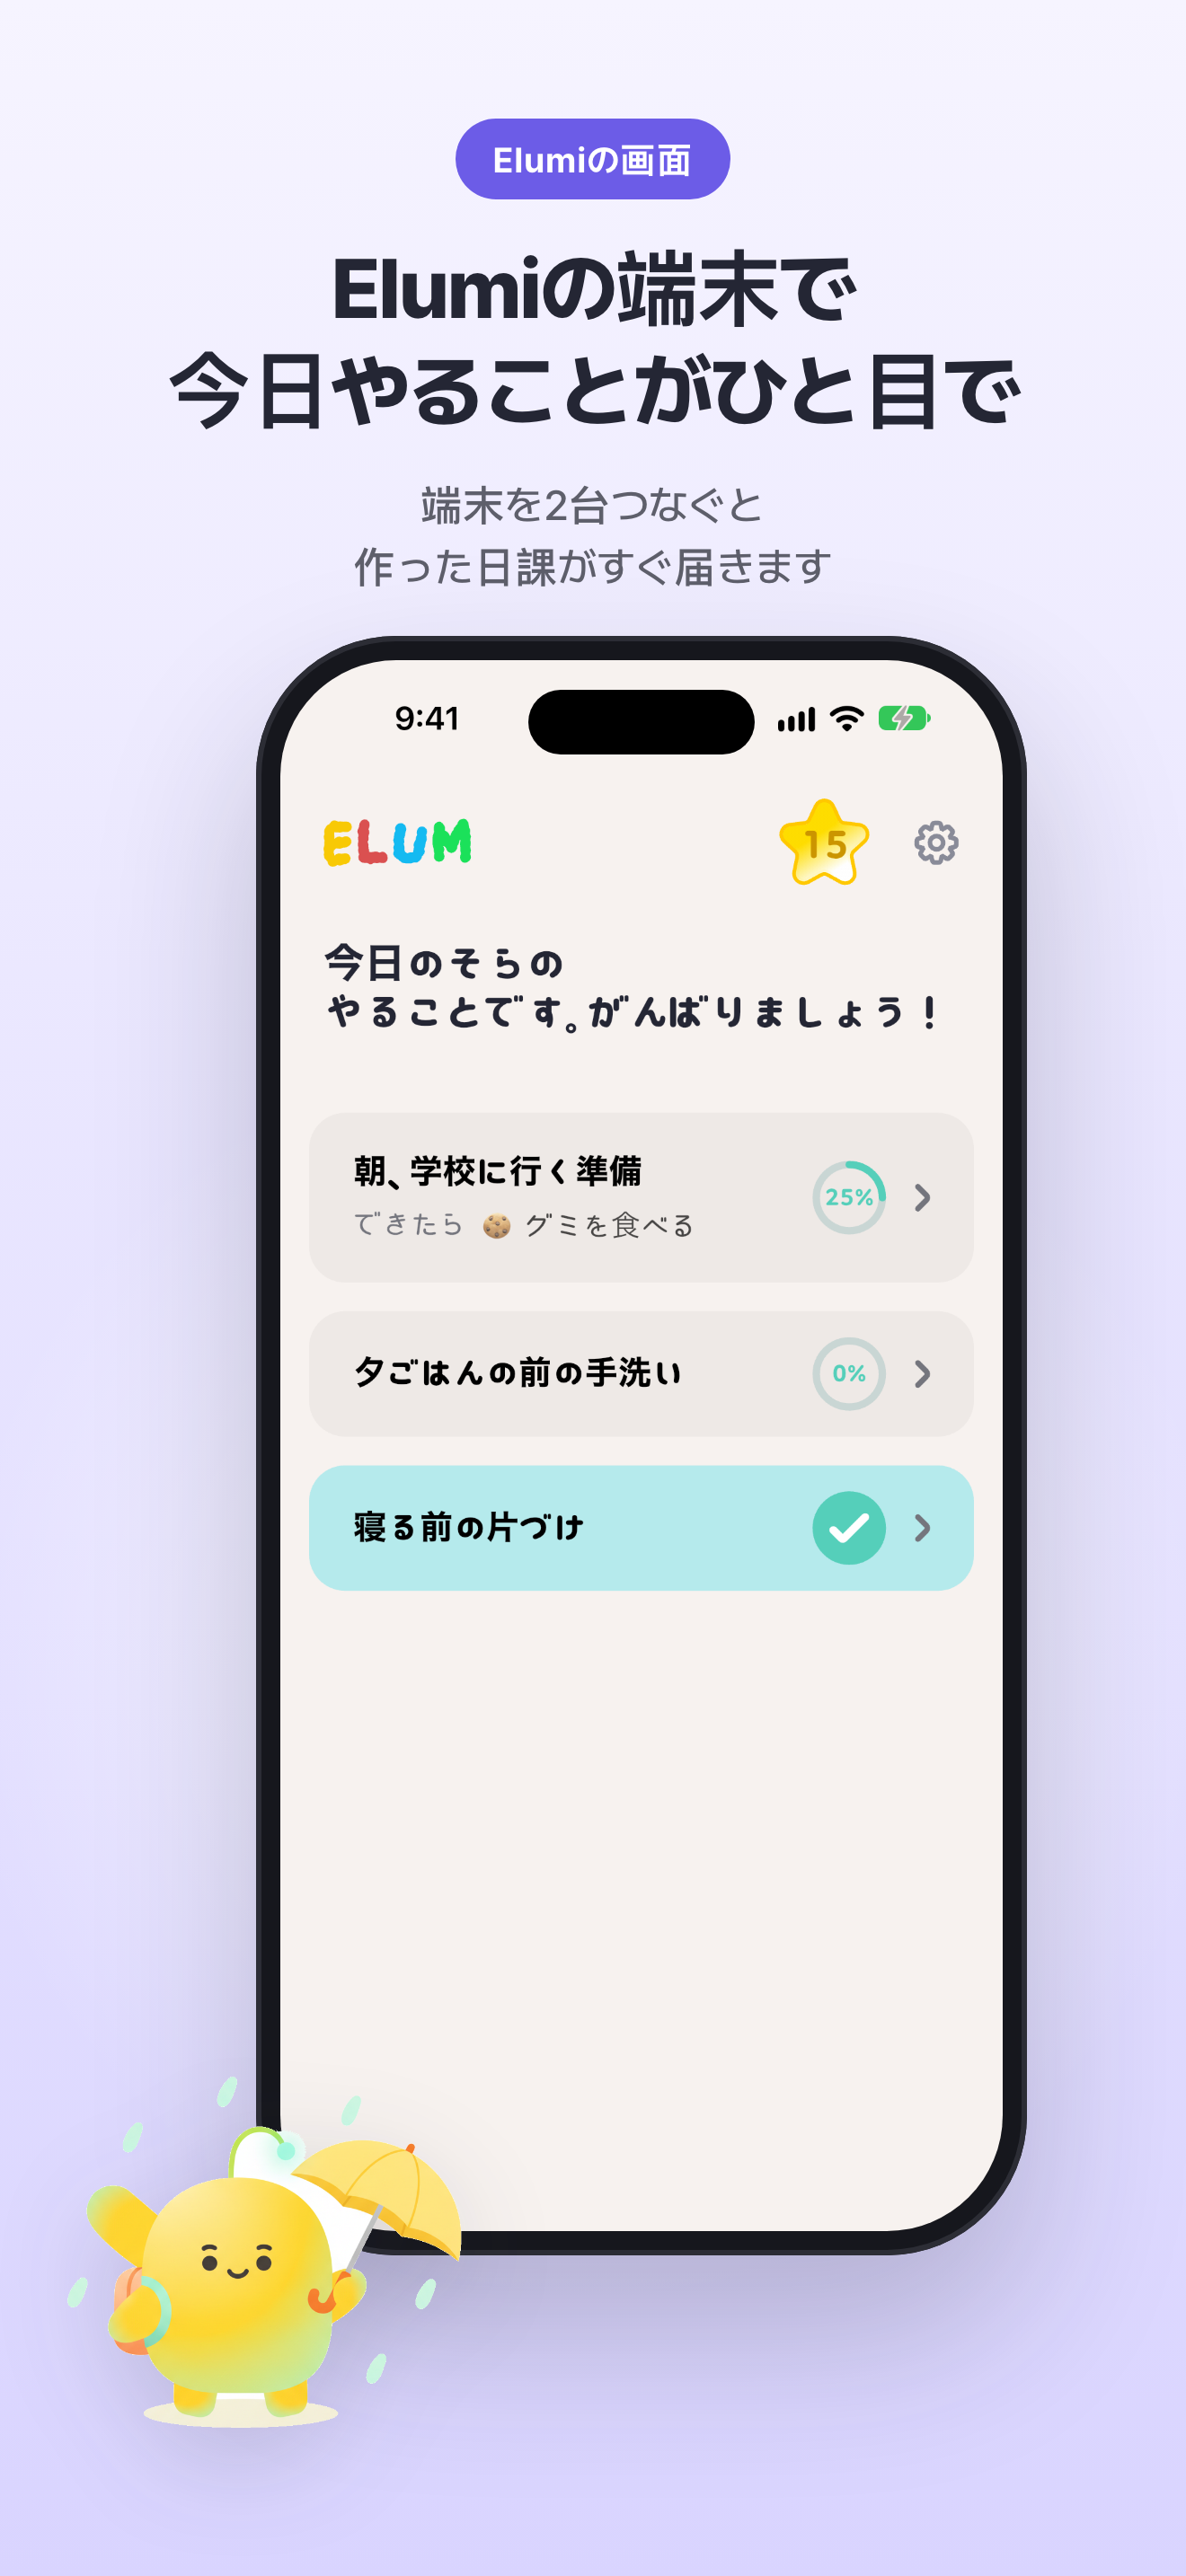 Elumiの画面
Elumiの端末で
今日やることがひと目で
端末を2台つなぐと
作った日課がすぐ届きます
9:41
ELUM
15
今日のそらの
やることです。がんばりましょう！
朝、学校に行く準備
できたら 🍪 グミを食べる
25%
夕ごはんの前の手洗い
0%
寝る前の片づけ